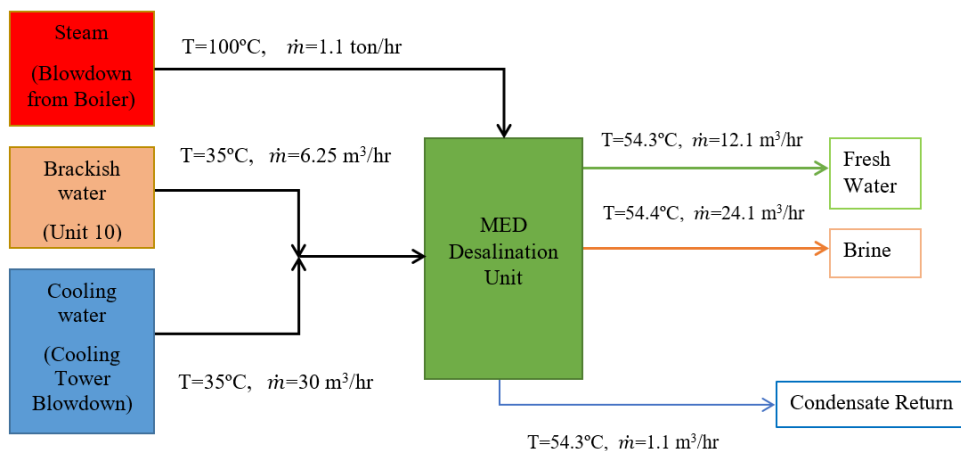 Steam
(Blowdown
from Boiler)
T=100ºC, ṁ=1.1 ton/hr
Brackish
water
(Unit 10)
T=35ºC, ṁ=6.25 m³/hr
Cooling
water
(Cooling
Tower
Blowdown)
T=35ºC, ṁ=30 m³/hr
MED
Desalination
Unit
T=54.3ºC, ṁ=12.1 m³/hr
Fresh
Water
T=54.4ºC, ṁ=24.1 m³/hr
Brine
Condensate Return
T=54.3ºC, ṁ=1.1 m³/hr